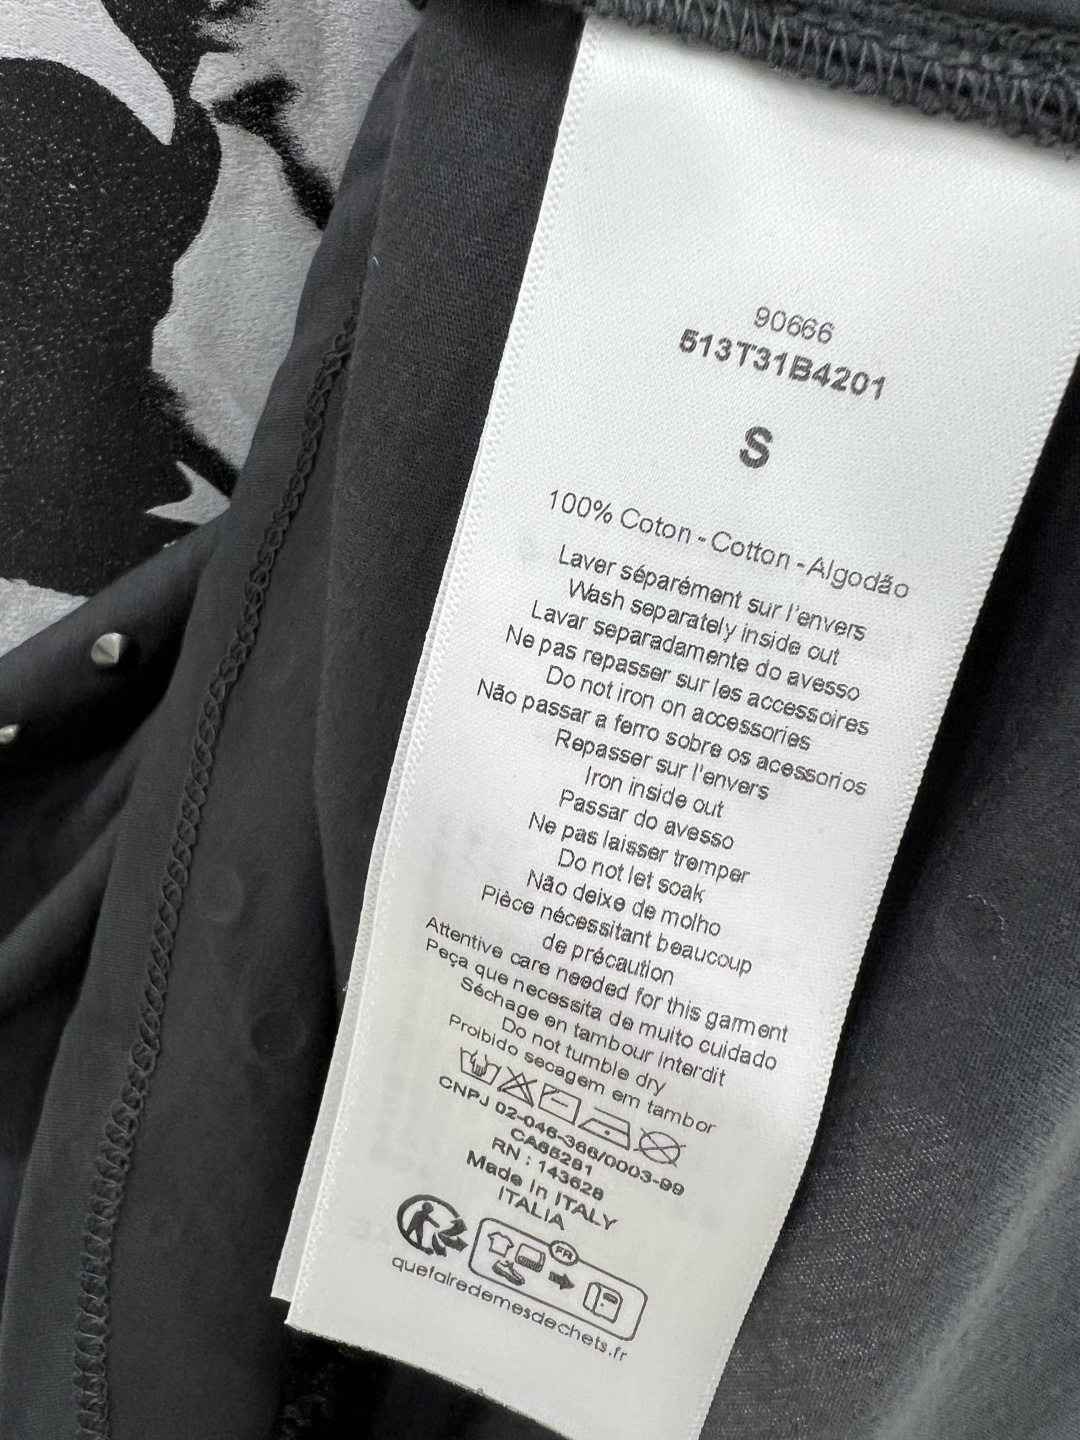 90666
513T31B4201
S
100% Coton - Cotton - Algodão
Laver séparément sur l'envers
Wash separately inside out
Lavar separadamente do avesso
Ne pas repasser sur les accessoires
Do not iron on accessories
Não passar a ferro sobre os acessorios
Repasser sur l'envers
Iron inside out
Passar do avesso
Ne pas laisser tremper
Do not let soak
Não deixe de molho
Pièce nécessitant beaucoup
de précaution
Attentive care needed for this garment
Peça que necessita de muito cuidado
Séchage en tambour interdit
Do not tumble dry
Proibido secagem em tambor
CNPJ 02-046-386/0003-99
CA66281
RN : 143628
Made in ITALY
ITALIA
FR
quefairedemesdechets.fr